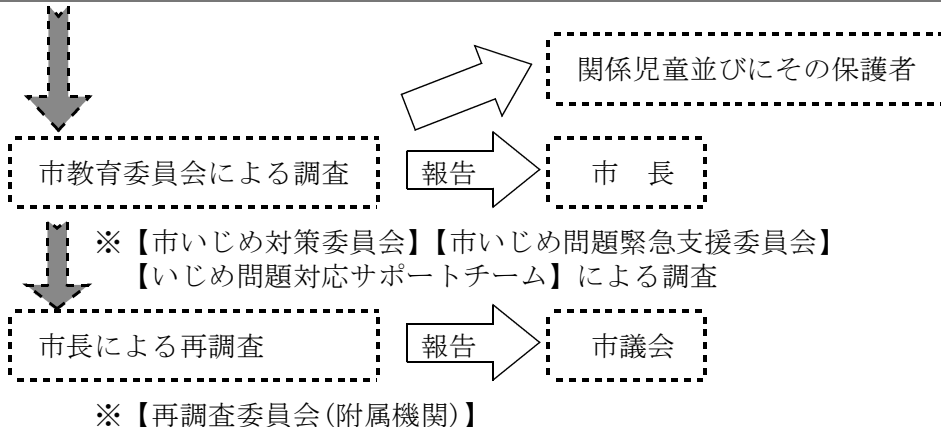 関係児童並びにその保護者
市教育委員会による調査 報告 市　長
※【市いじめ対策委員会】【市いじめ問題緊急支援委員会】
【いじめ問題対応サポートチーム】による調査
市長による再調査 報告 市議会
※【再調査委員会(附属機関)】